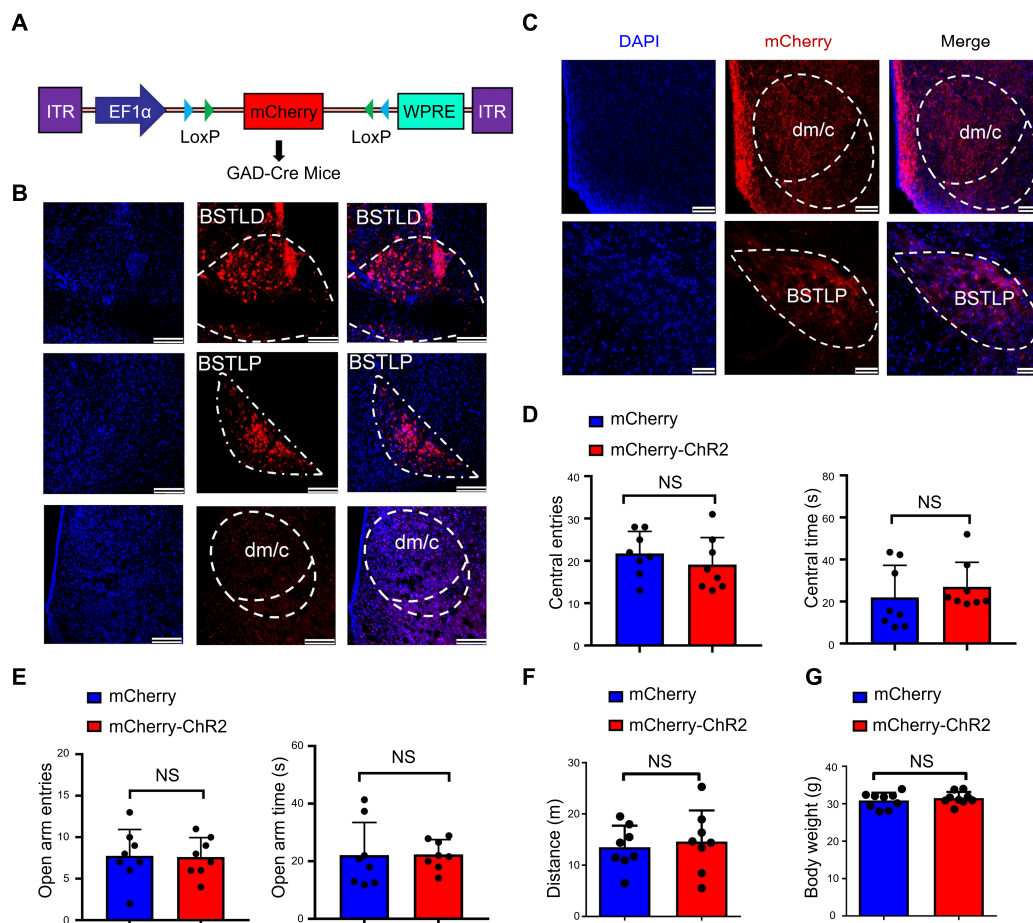 A
ITR
EF1α
LoxP
mCherry
LoxP
WPRE
ITR
GAD-Cre Mice
B
BSTLD
BSTLD
BSTLP
BSTLP
dm/c
dm/c
C
DAPI
mCherry
Merge
dm/c
dm/c
BSTLP
BSTLP
D
mCherry
mCherry-ChR2
Central entries
40
30
20
10
0
NS
Central time (s)
80
60
40
20
0
NS
E
mCherry
mCherry-ChR2
Open arm entries
20
15
10
5
0
NS
Open arm time (s)
60
40
20
0
NS
F
mCherry
mCherry-ChR2
Distance (m)
30
20
10
0
NS
G
mCherry
mCherry-ChR2
Body weight (g)
40
30
20
10
0
NS